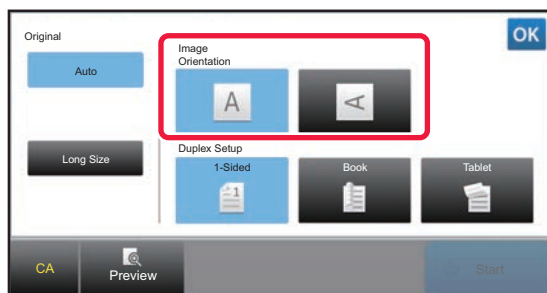 Original
OK
Image
Orientation
Auto
A
A
Long Size
Duplex Setup
1-Sided
Book
Tablet
1
CA
Preview
Start